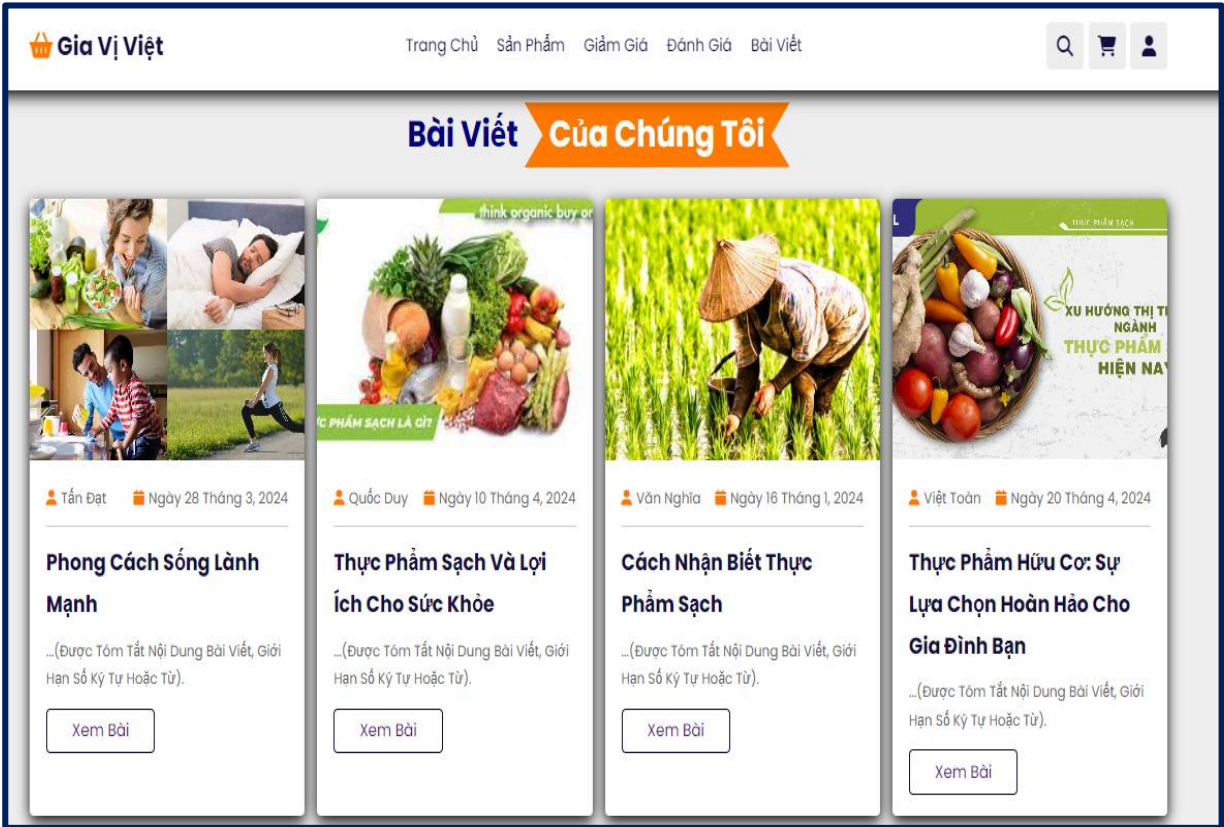 Gia Vị Việt
Trang Chủ Sản Phẩm Giảm Giá Đánh Giá Bài Viết
Bài Viết Của Chúng Tôi
think organic buy or
C PHẨM SẠCH LÀ GÌ?
L
THỰC PHẨM SẠCH
XU HƯỚNG THỊ T
NGÀNH
THỰC PHẨM
HIỆN NAY
Tấn Đạt Ngày 28 Tháng 3, 2024
Phong Cách Sống Lành
Mạnh
...(Được Tóm Tắt Nội Dung Bài Viết, Giới
Hạn Số Ký Tự Hoặc Từ).
Xem Bài
Quốc Duy Ngày 10 Tháng 4, 2024
Thực Phẩm Sạch Và Lợi
Ích Cho Sức Khỏe
...(Được Tóm Tắt Nội Dung Bài Viết, Giới
Hạn Số Ký Tự Hoặc Từ).
Xem Bài
Văn Nghĩa Ngày 16 Tháng 1, 2024
Cách Nhận Biết Thực
Phẩm Sạch
...(Được Tóm Tắt Nội Dung Bài Viết, Giới
Hạn Số Ký Tự Hoặc Từ).
Xem Bài
Việt Toàn Ngày 20 Tháng 4, 2024
Thực Phẩm Hữu Cơ: Sự
Lựa Chọn Hoàn Hảo Cho
Gia Đình Bạn
...(Được Tóm Tắt Nội Dung Bài Viết, Giới
Hạn Số Ký Tự Hoặc Từ).
Xem Bài